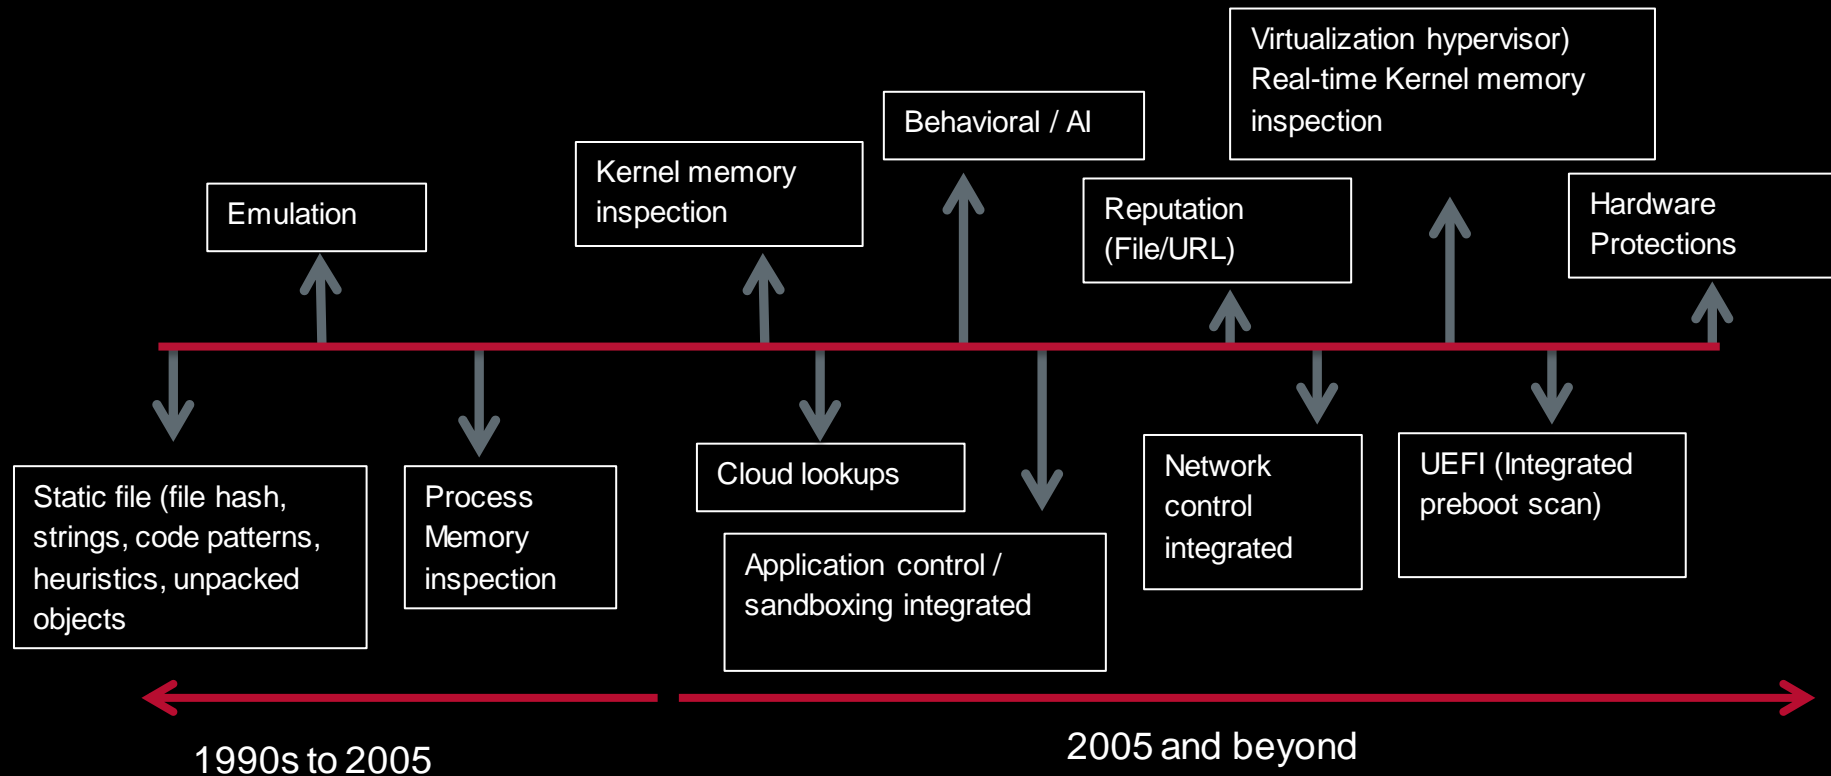 Virtualization hypervisor)
Real-time Kernel memory
inspection
Behavioral / AI
Kernel memory
inspection
Emulation
Reputation
(File/URL)
Hardware
Protections
Static file (file hash,
strings, code patterns,
heuristics, unpacked
objects
Process
Memory
inspection
Cloud lookups
Application control /
sandboxing integrated
Network
control
integrated
UEFI (Integrated
preboot scan)
1990s to 2005
2005 and beyond